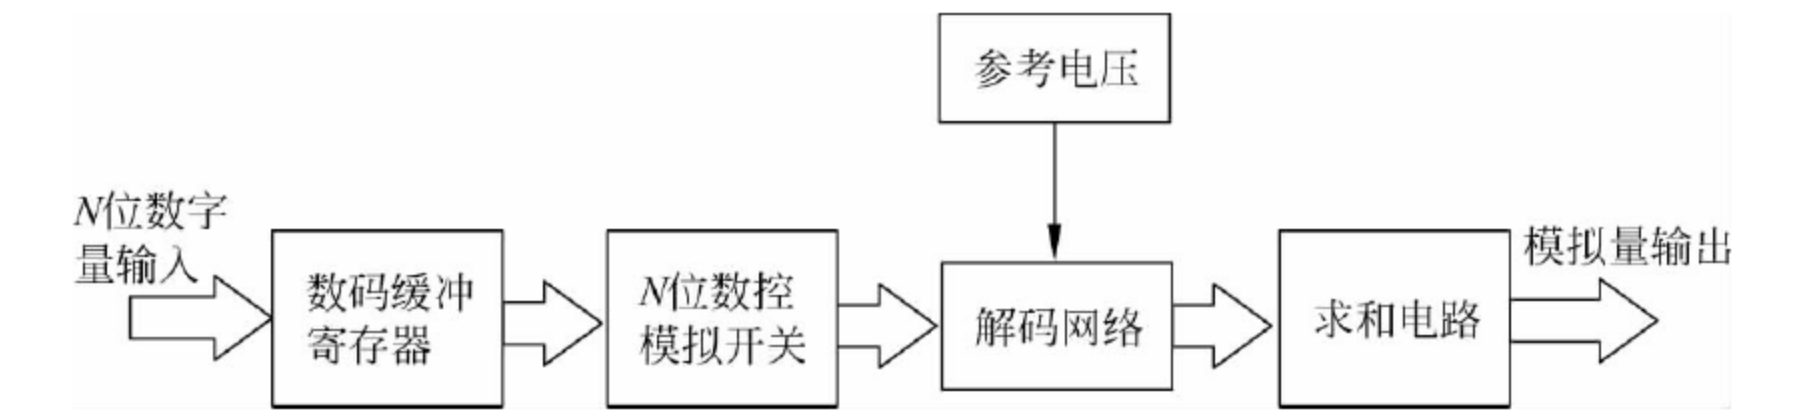 参考电压
N位数字
量输入
数码缓冲
寄存器
N位数控
模拟开关
解码网络
求和电路
模拟量输出